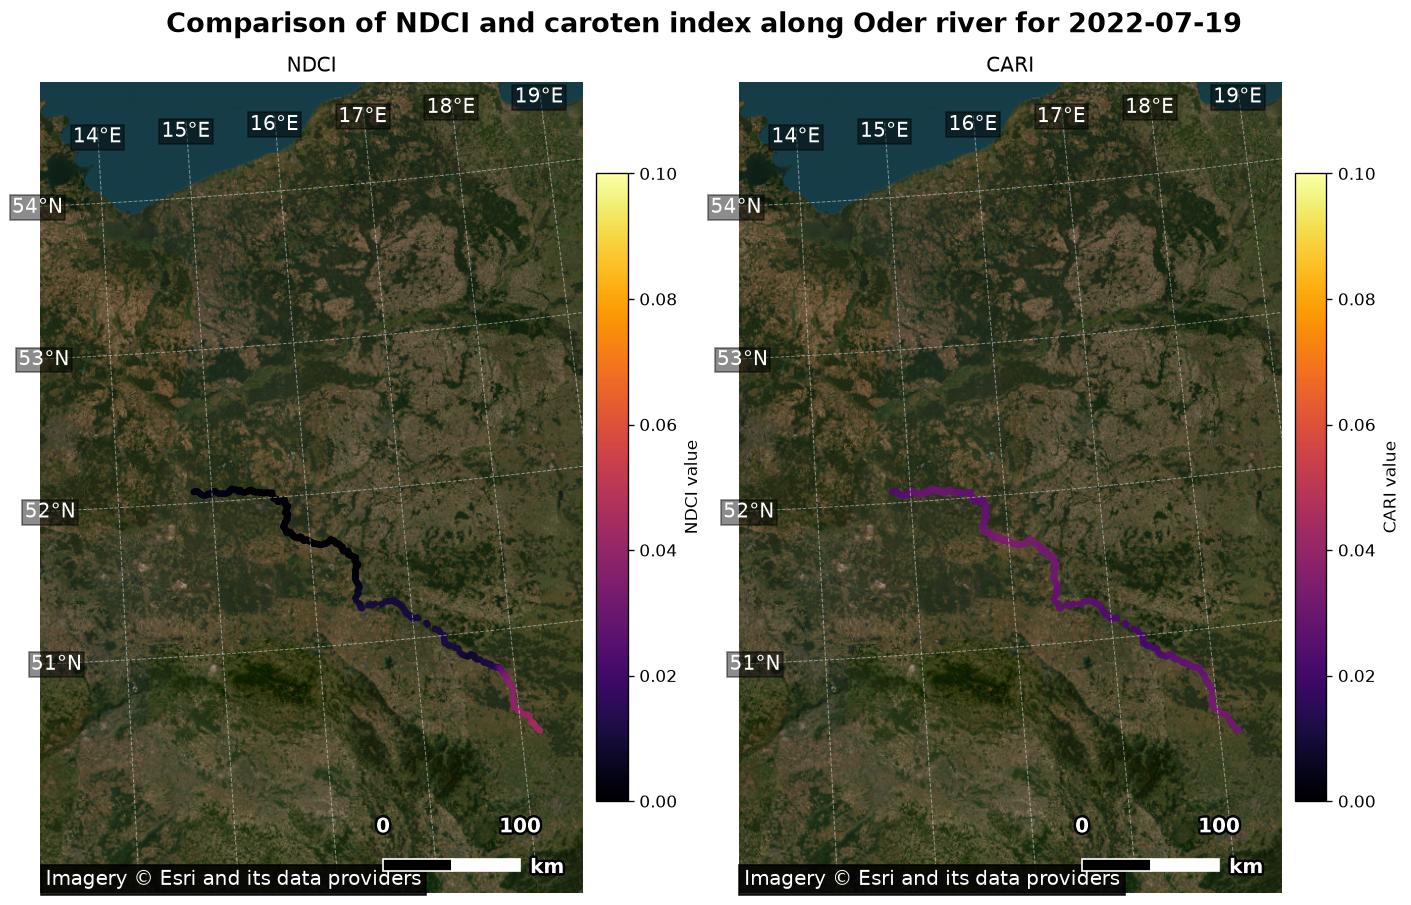 Comparison of NDCI and caroten index along Oder river for 2022-07-19
NDCI
14°E
15°E
16°E
17°E
18°E
19°E
54°N
53°N
52°N
51°N
0.10
0.08
0.06
0.04
0.02
0.00
NDCI value
0
100
km
Imagery © Esri and its data providers
CARI
14°E
15°E
16°E
17°E
18°E
19°E
54°N
53°N
52°N
51°N
0.10
0.08
0.06
0.04
0.02
0.00
CARI value
0
100
km
Imagery © Esri and its data providers